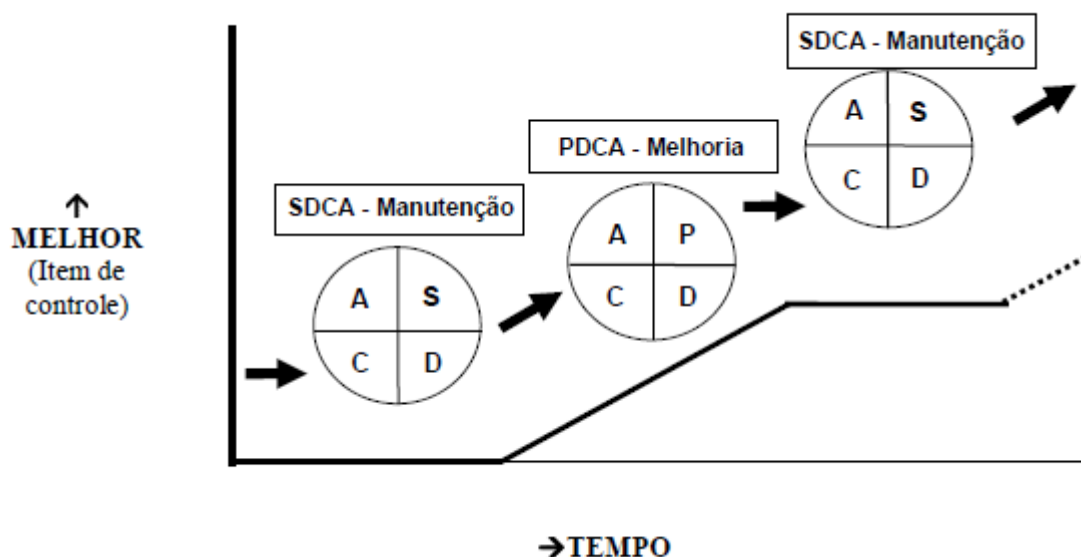 SDCA - Manutenção
A S
C D
PDCA - Melhoria
A P
C D
SDCA - Manutenção
A S
C D
↑
MELHOR
(Item de
controle)
→TEMPO